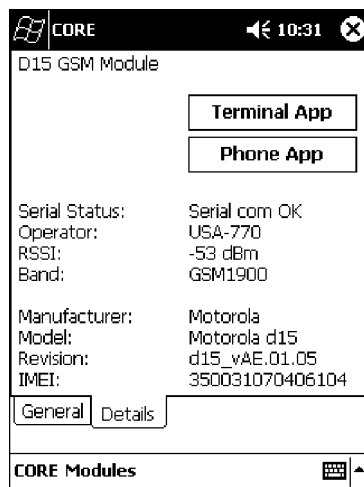 CORE 10:31
D15 GSM Module
Terminal App
Phone App
Serial Status: Serial com OK
Operator: USA-770
RSSI: -53 dBm
Band: GSM1900
Manufacturer: Motorola
Model: Motorola d15
Revision: d15_vAE.01.05
IMEI: 350031070406104
General Details
CORE Modules